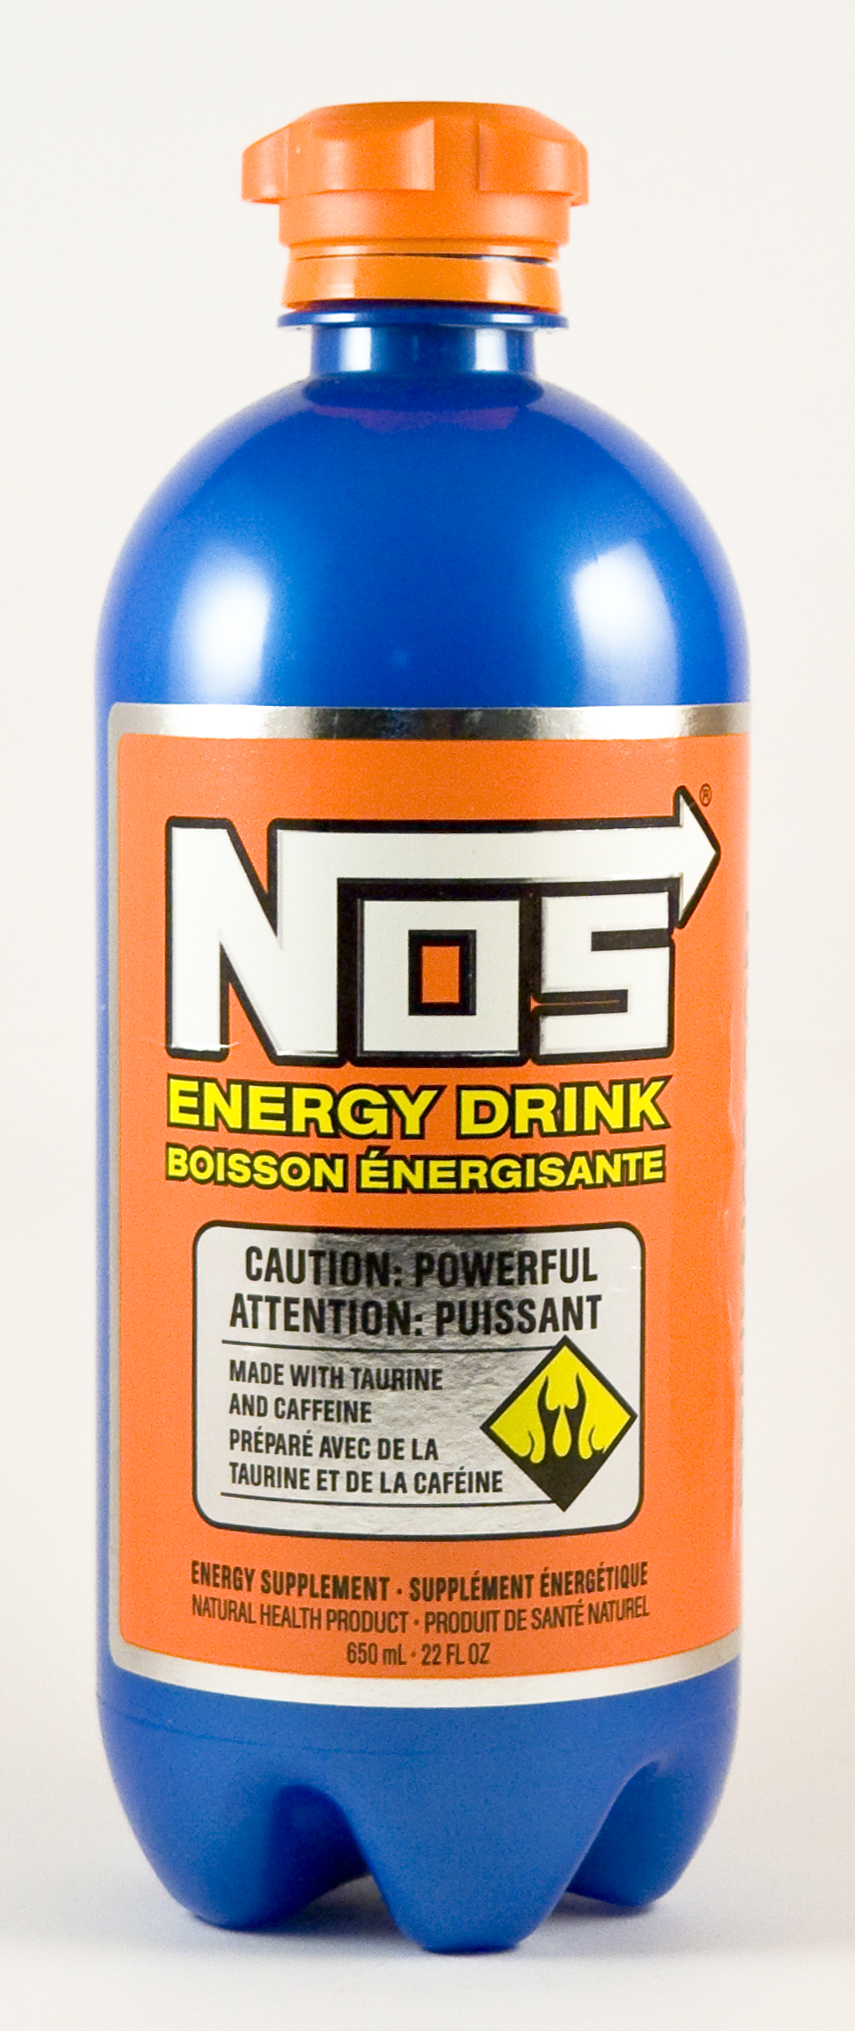 NOS®
ENERGY DRINK
BOISSON ÉNERGISANTE
CAUTION: POWERFUL
ATTENTION: PUISSANT
MADE WITH TAURINE
AND CAFFEINE
PRÉPARÉ AVEC DE LA
TAURINE ET DE LA CAFÉINE
ENERGY SUPPLEMENT · SUPPLÉMENT ÉNERGÉTIQUE
NATURAL HEALTH PRODUCT · PRODUIT DE SANTÉ NATUREL
650 mL · 22 FL OZ